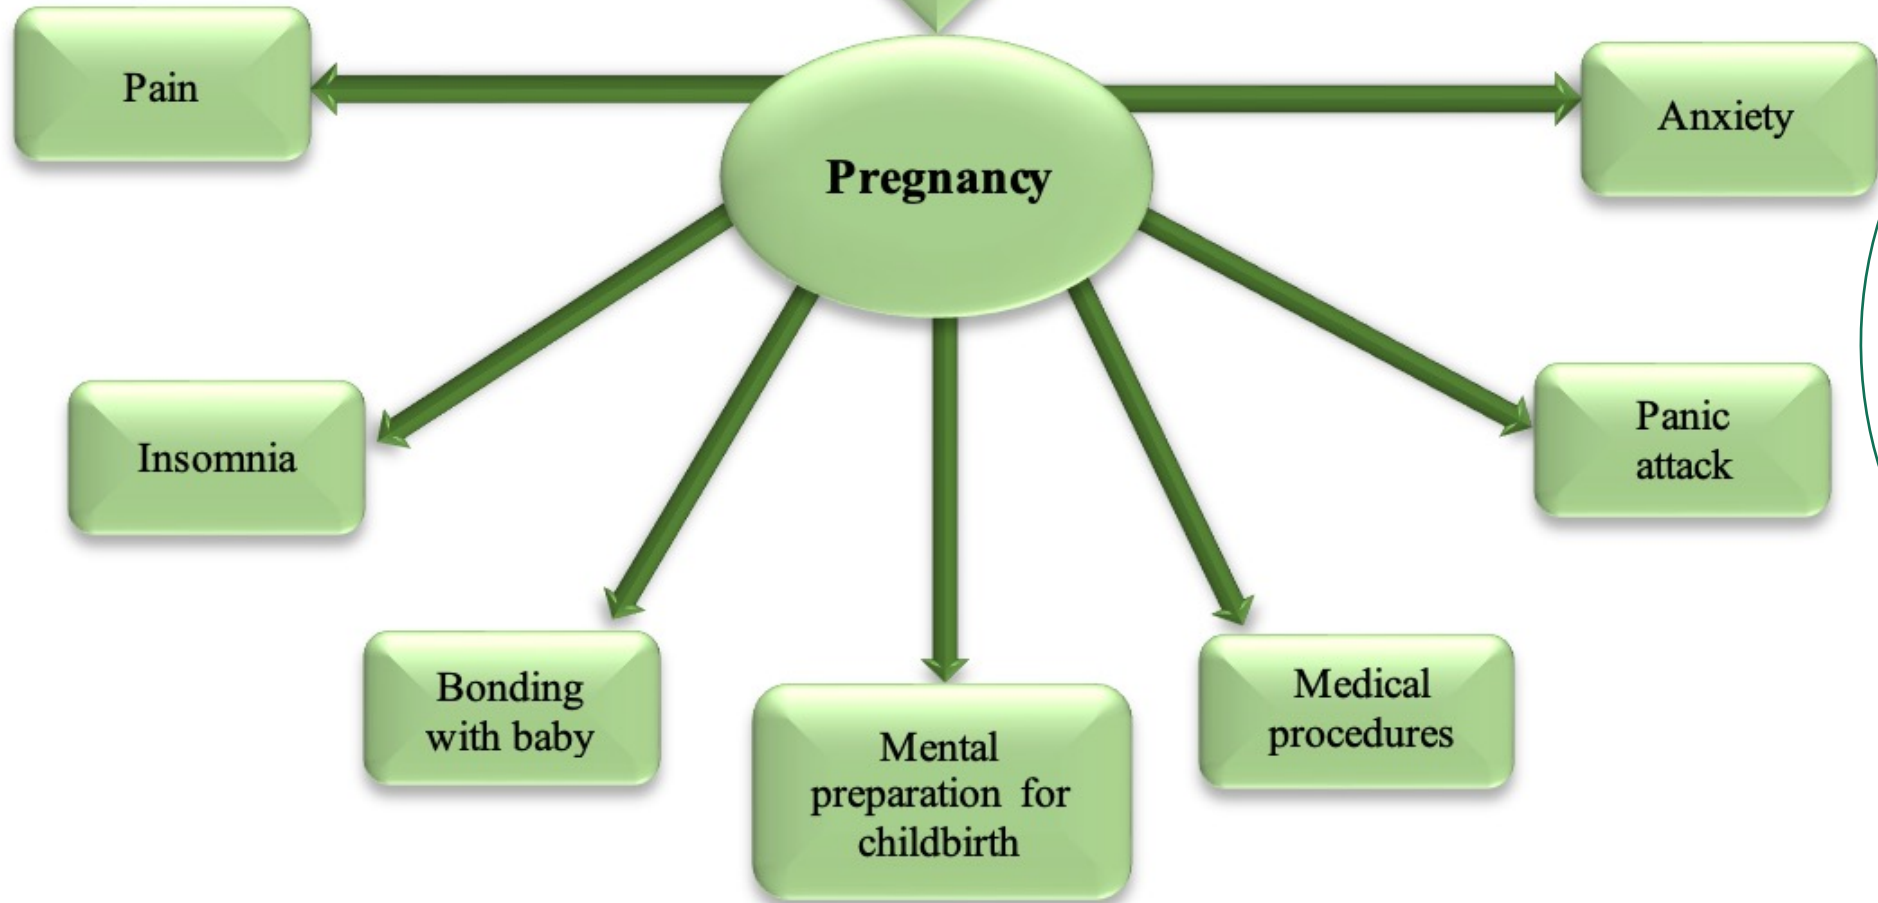 Pain
Pregnancy
Anxiety
Insomnia
Panic
attack
Bonding
with baby
Mental
preparation for
childbirth
Medical
procedures